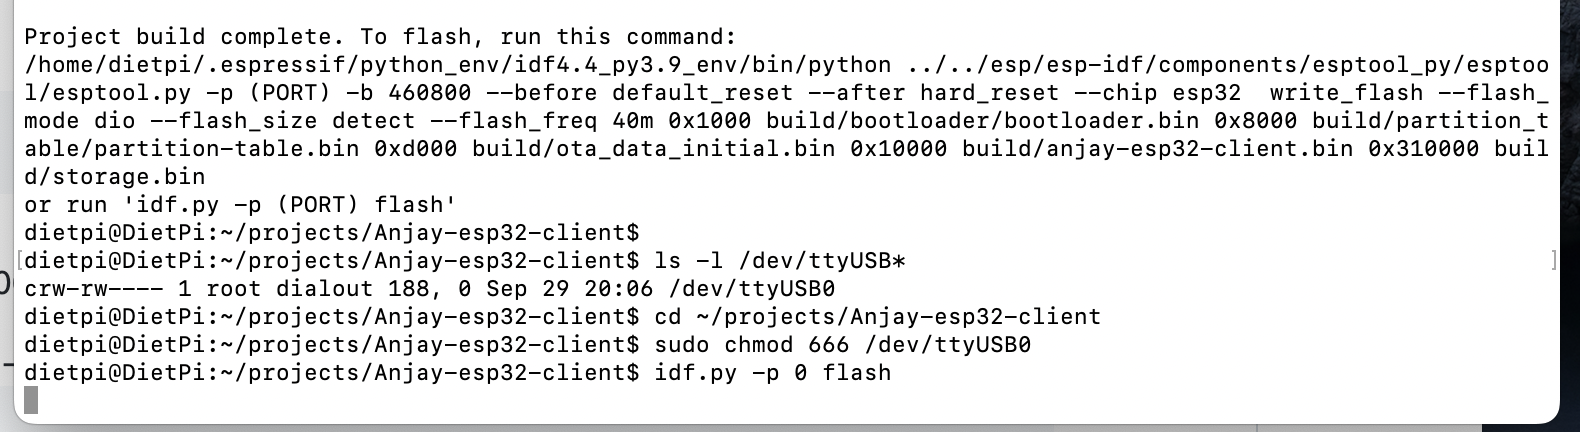 Project build complete. To flash, run this command:
/home/dietpi/.espressif/python_env/idf4.4_py3.9_env/bin/python ../../esp/esp-idf/components/esptool_py/esptoo
l/esptool.py -p (PORT) -b 460800 --before default_reset --after hard_reset --chip esp32  write_flash --flash_
mode dio --flash_size detect --flash_freq 40m 0x1000 build/bootloader/bootloader.bin 0x8000 build/partition_t
able/partition-table.bin 0xd000 build/ota_data_initial.bin 0x10000 build/anjay-esp32-client.bin 0x310000 buil
d/storage.bin
or run 'idf.py -p (PORT) flash'
dietpi@DietPi:~/projects/Anjay-esp32-client$
[dietpi@DietPi:~/projects/Anjay-esp32-client$ ls -l /dev/ttyUSB* ]
crw-rw---- 1 root dialout 188, 0 Sep 29 20:06 /dev/ttyUSB0
dietpi@DietPi:~/projects/Anjay-esp32-client$ cd ~/projects/Anjay-esp32-client
dietpi@DietPi:~/projects/Anjay-esp32-client$ sudo chmod 666 /dev/ttyUSB0
dietpi@DietPi:~/projects/Anjay-esp32-client$ idf.py -p 0 flash